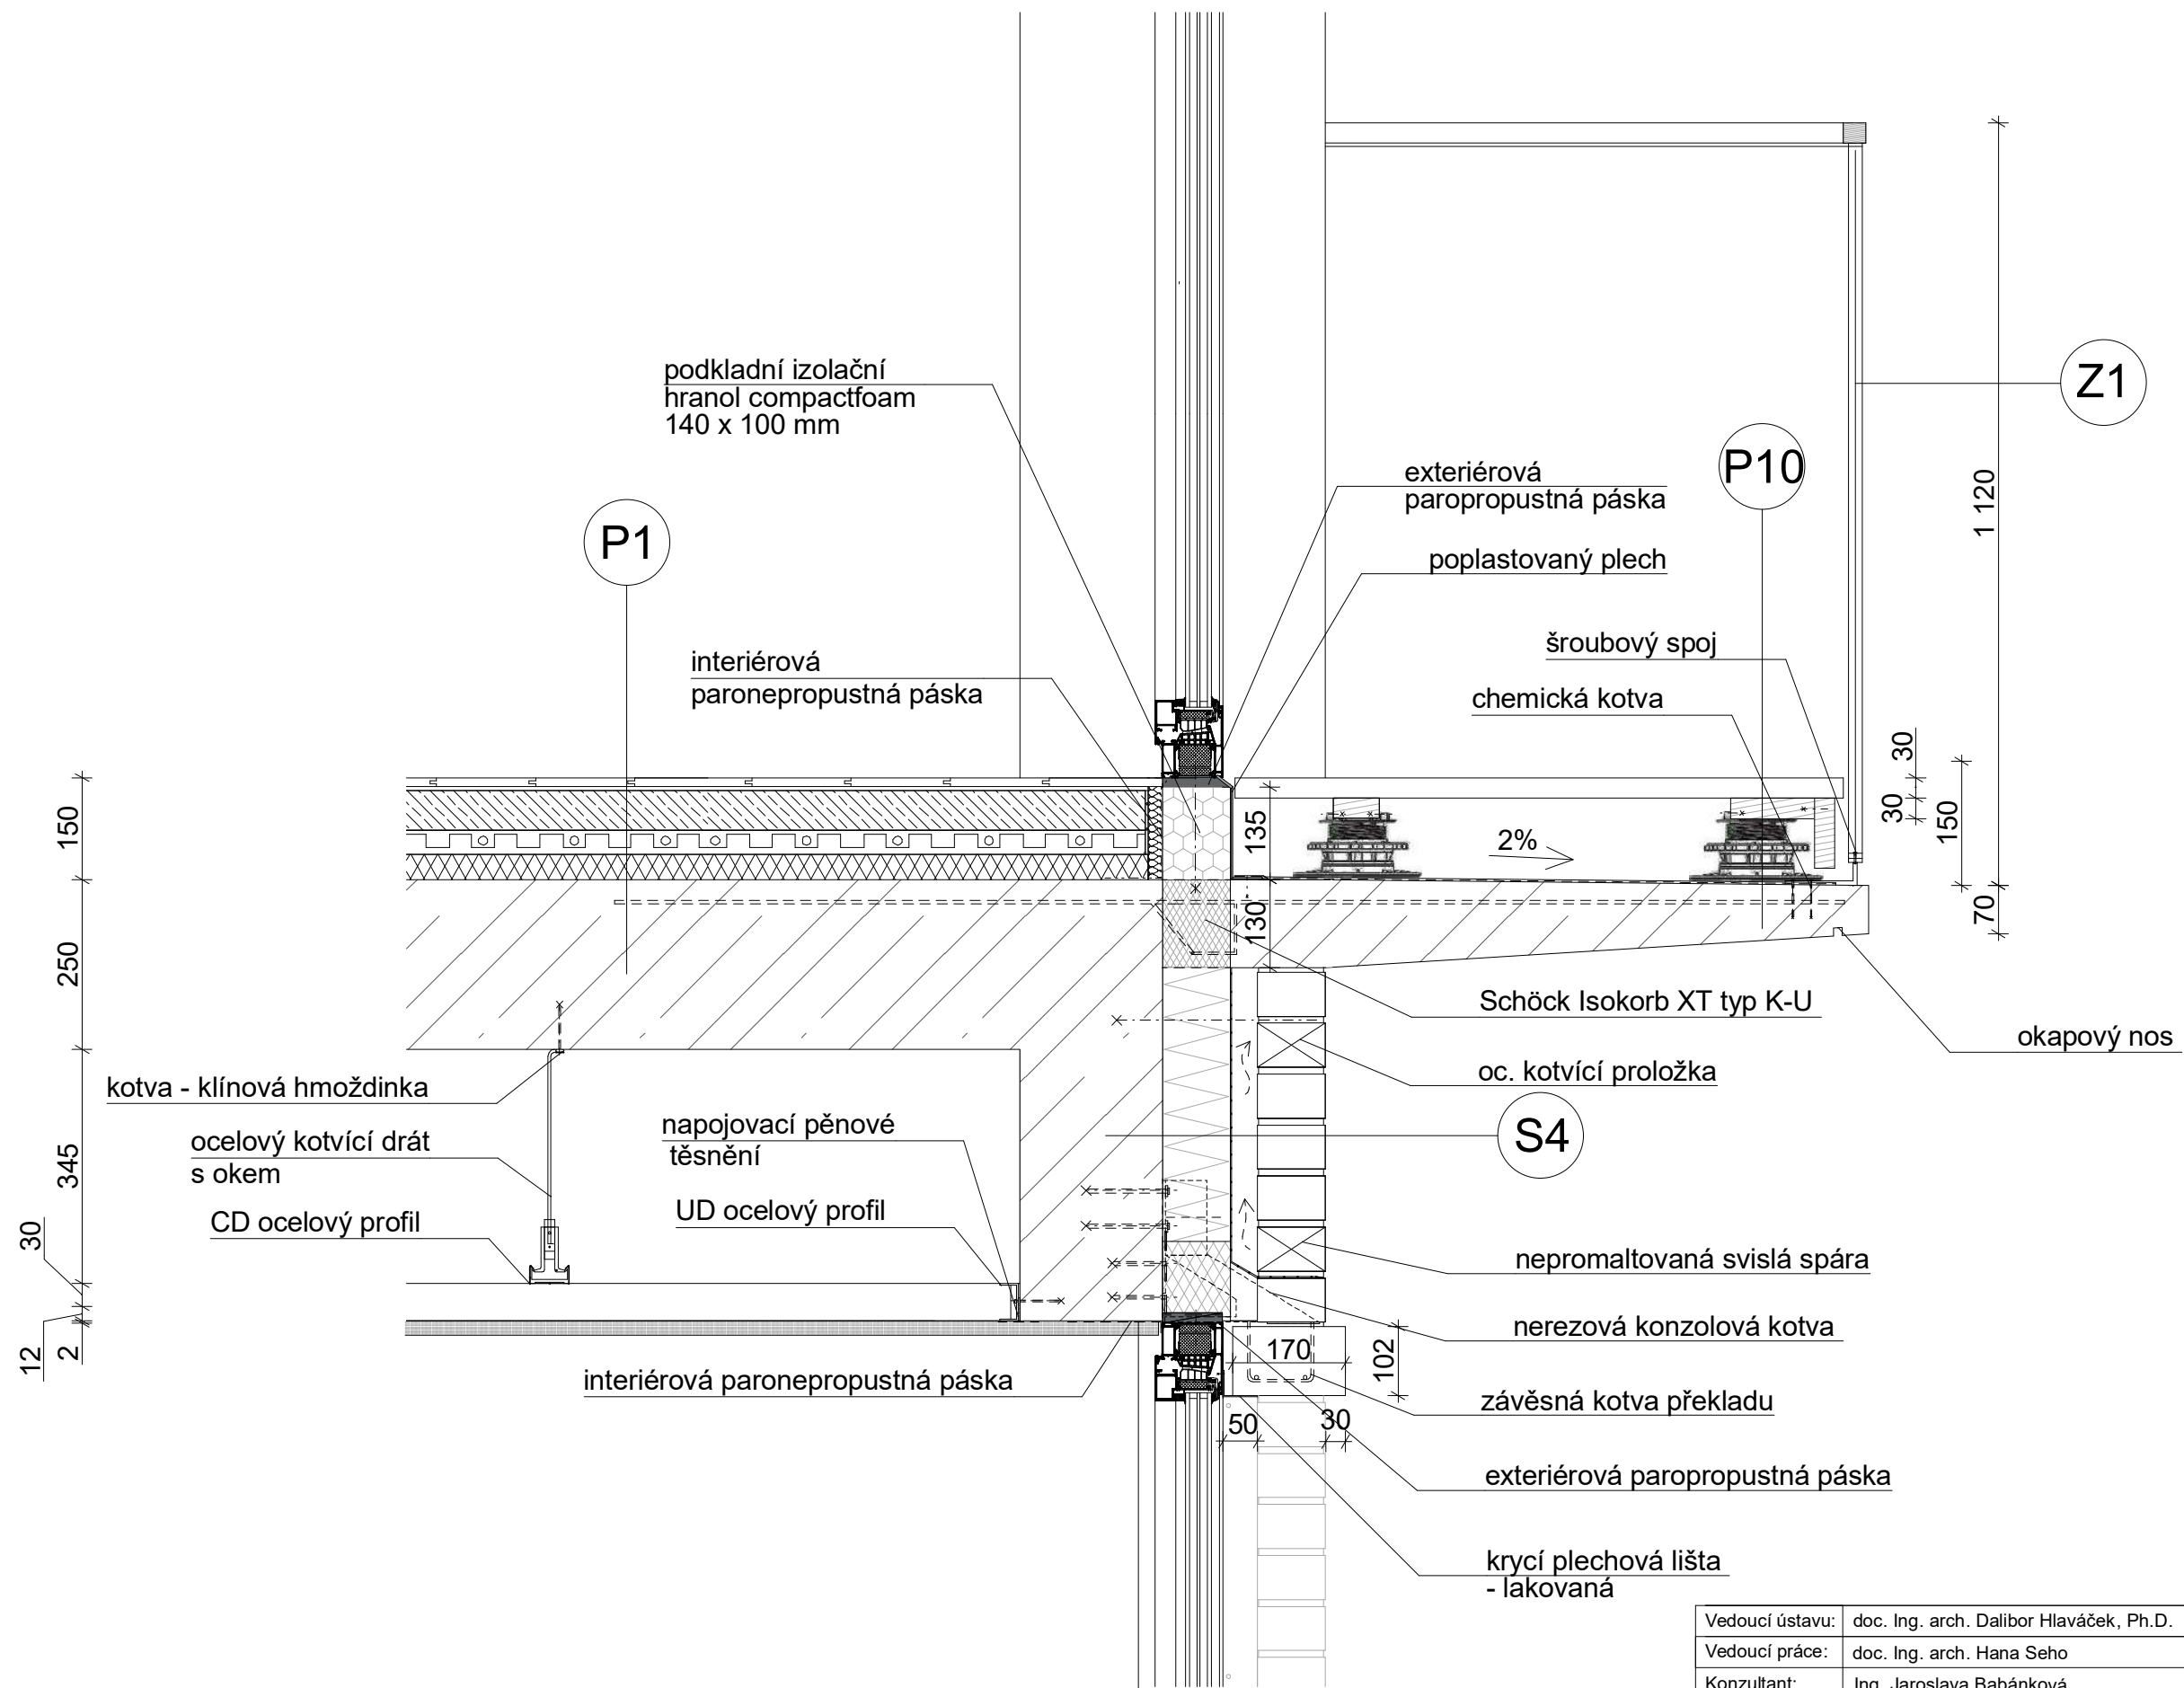 podkladní izolační
hranol compactfoam
140 x 100 mm
Z1
P10
exteriérová
paropropustná páska
1 120
P1
poplastovaný plech
šroubový spoj
interiérová
paronepropustná páska
chemická kotva
30
30
150
150
135
2%
70
130
250
Schöck Isokorb XT typ K-U
okapový nos
oc. kotvící proložka
kotva - klínová hmoždinka
napojovací pěnové
těsnění
S4
ocelový kotvící drát
s okem
345
UD ocelový profil
CD ocelový profil
30
nepromaltovaná svislá spára
nerezová konzolová kotva
12
2
170
102
interiérová paronepropustná páska
závěsná kotva překladu
50
30
exteriérová paropropustná páska
krycí plechová lišta
- lakovaná
Vedoucí ústavu: doc. Ing. arch. Dalibor Hlaváček, Ph.D.
Vedoucí práce: doc. Ing. arch. Hana Seho
Konzultant: Ing. Jaroslava Babánková